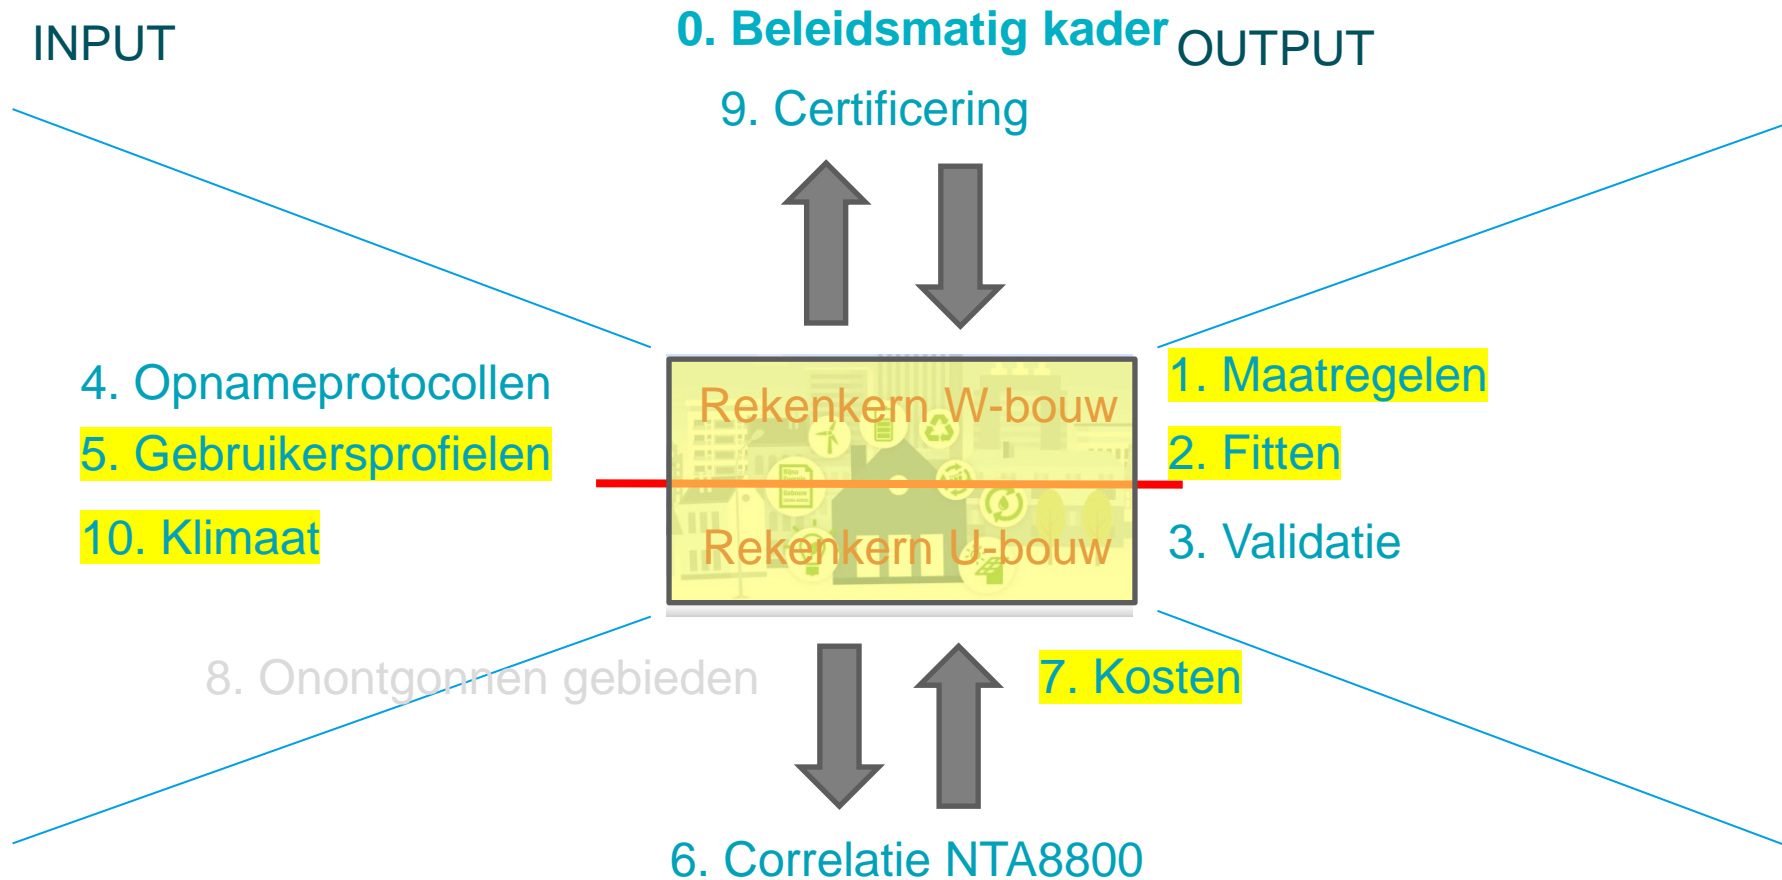 INPUT
0. Beleidsmatig kader
OUTPUT
9. Certificering
4. Opnameprotocollen
5. Gebruikersprofielen
10. Klimaat
Rekenkern W-bouw
Rekenkern U-bouw
1. Maatregelen
2. Fitten
3. Validatie
8. Onontgonnen gebieden
7. Kosten
6. Correlatie NTA8800